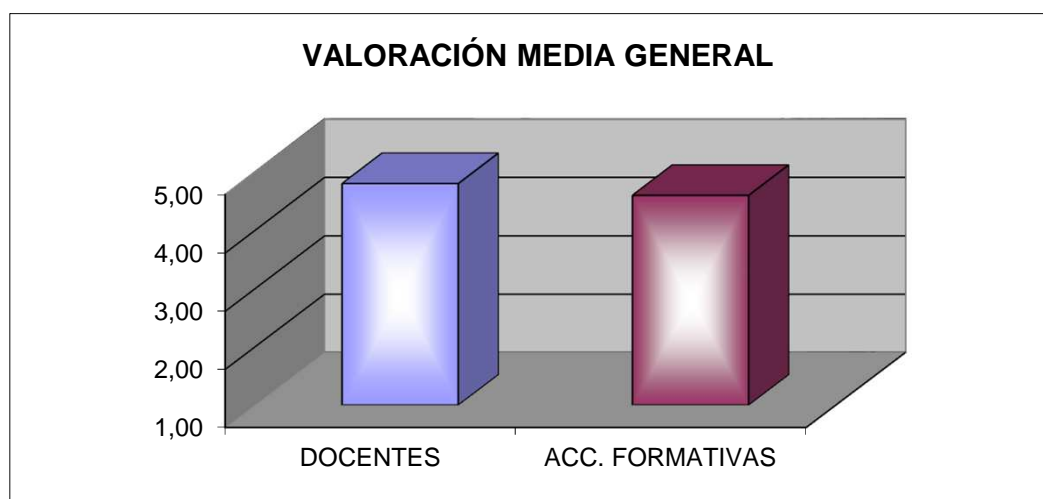 VALORACIÓN MEDIA GENERAL
5,00
4,00
3,00
2,00
1,00
DOCENTES
ACC. FORMATIVAS